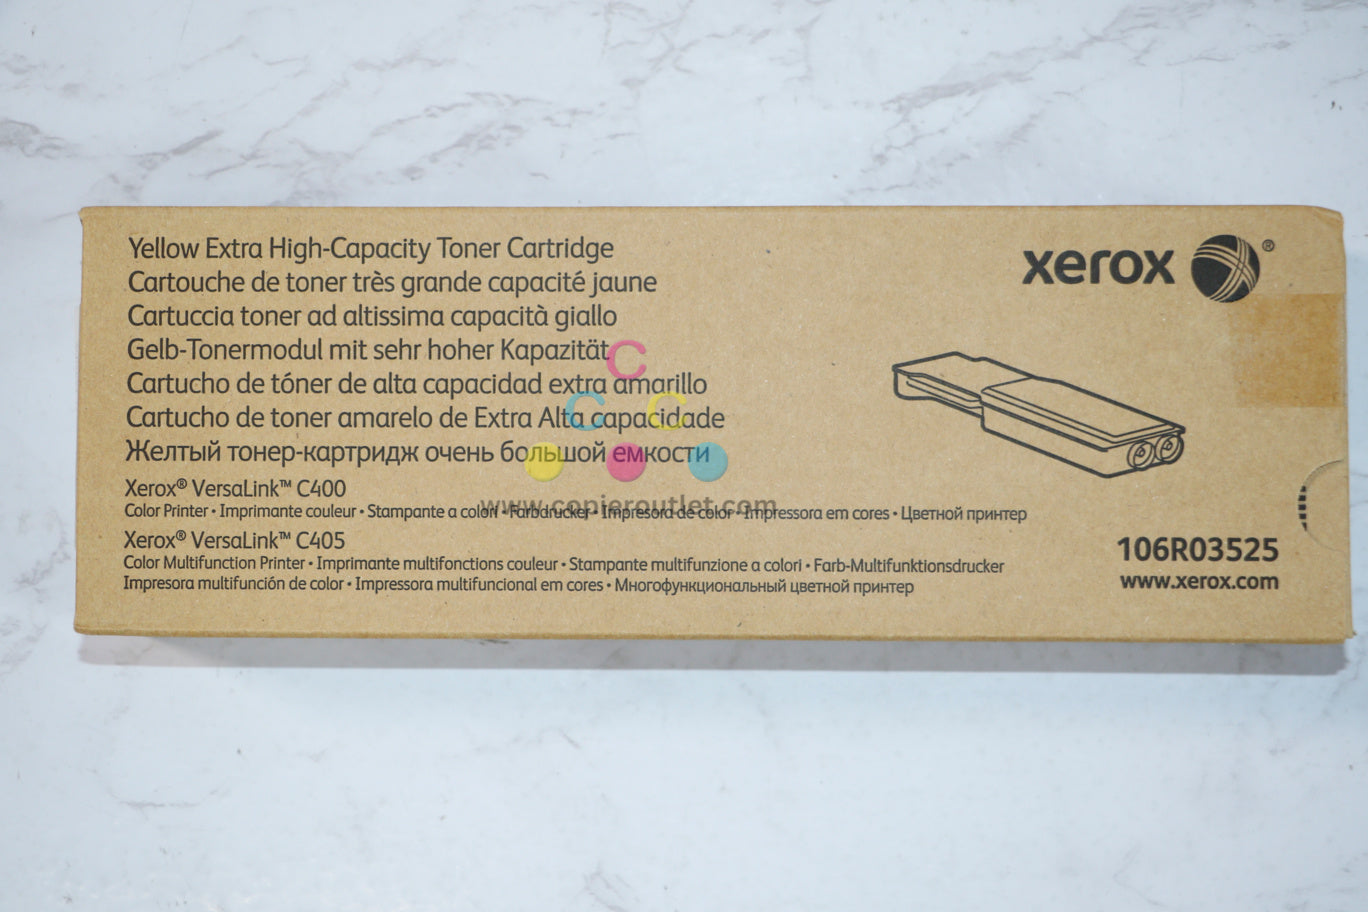 Yellow Extra High-Capacity Toner Cartridge
Cartouche de toner très grande capacité jaune
Cartuccia toner ad altissima capacità giallo
Gelb-Tonermodul mit sehr hoher Kapazität
Cartucho de tóner de alta capacidad extra amarillo
Cartucho de toner amarelo de Extra Alta capacidade
Желтый тонер-картридж очень большой емкости
Xerox® VersaLink™ C400
Color Printer • Imprimante couleur • Stampante a colori • Farbdrucker • Impresora de color • Impressora em cores • Цветной принтер
Xerox® VersaLink™ C405
Color Multifunction Printer • Imprimante multifonctions couleur • Stampante multifunzione a colori • Farb-Multifunktionsdrucker
Impresora multifunción de color • Impressora multifuncional em cores • Многофункциональный цветной принтер
xerox ®
106R03525
www.xerox.com
C
C C
www.copieroutlet.com